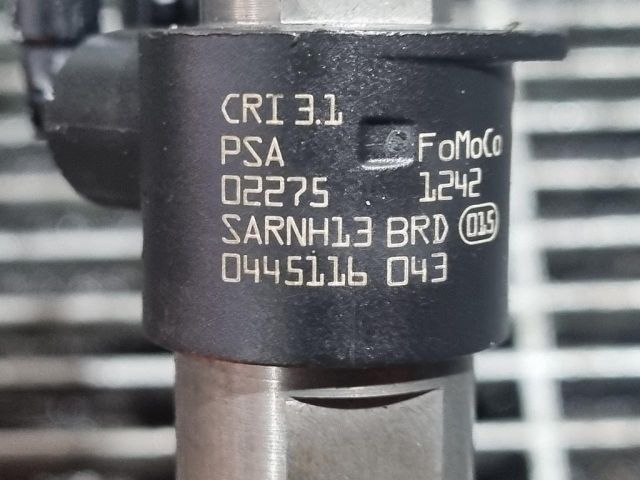 CRI 3.1
PSA FoMoCo
02275 1242
SARNH13 BRD 015
0445116 043